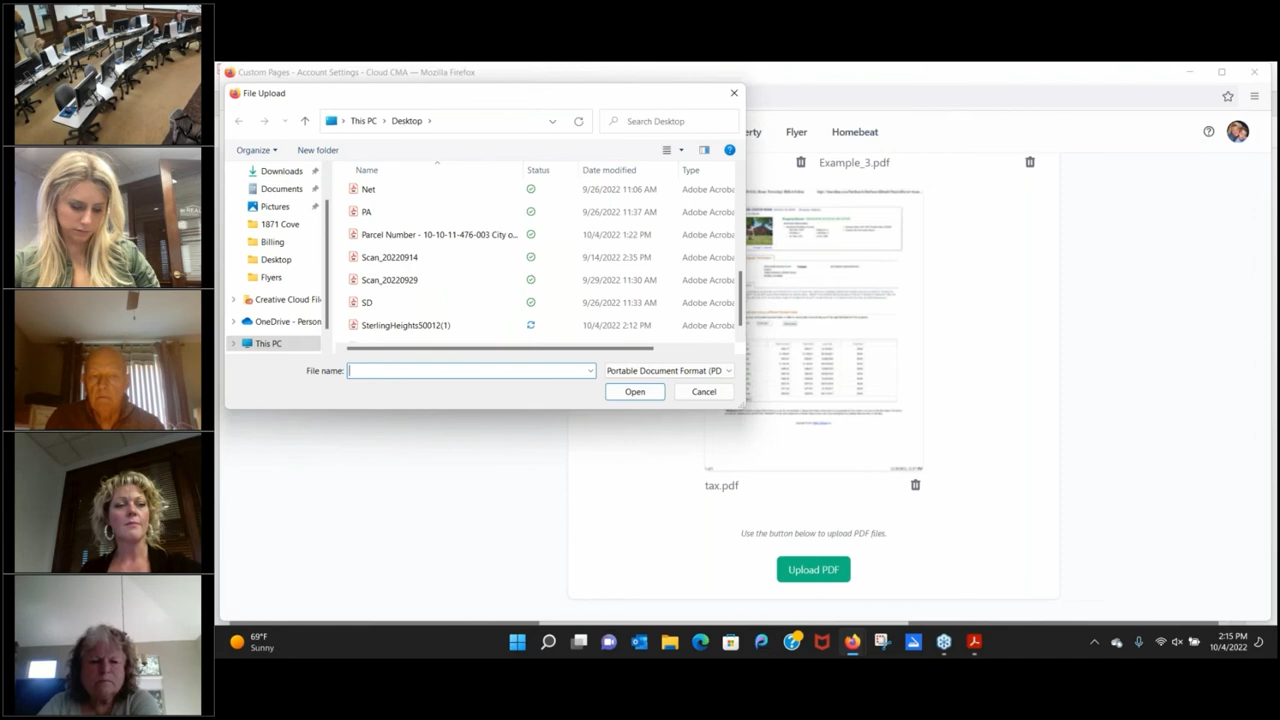 Custom Pages - Account Settings - Cloud CMA — Mozilla Firefox
File Upload
This PC > Desktop >
Search Desktop
Organize
New folder
erty
Flyer
Homebeat
Name
Status
Date modified
Type
Downloads
Documents
Pictures
1871 Cove
Billing
Desktop
Flyers
Creative Cloud File
OneDrive - Person
This PC
Net
9/26/2022 11:06 AM
Adobe Acroba
PA
9/26/2022 11:37 AM
Adobe Acroba
Parcel Number - 10-10-11-476-003 City o...
10/4/2022 1:22 PM
Adobe Acroba
Scan_20220914
9/14/2022 2:35 PM
Adobe Acroba
Scan_20220929
9/29/2022 11:30 AM
Adobe Acroba
SD
9/26/2022 11:33 AM
Adobe Acroba
SterlingHeights50012(1)
10/4/2022 2:12 PM
Adobe Acroba
File name:
Portable Document Format (PD
Open
Cancel
Example_3.pdf
tax.pdf
Use the button below to upload PDF files.
Upload PDF
69°F
Sunny
2:15 PM
10/4/2022